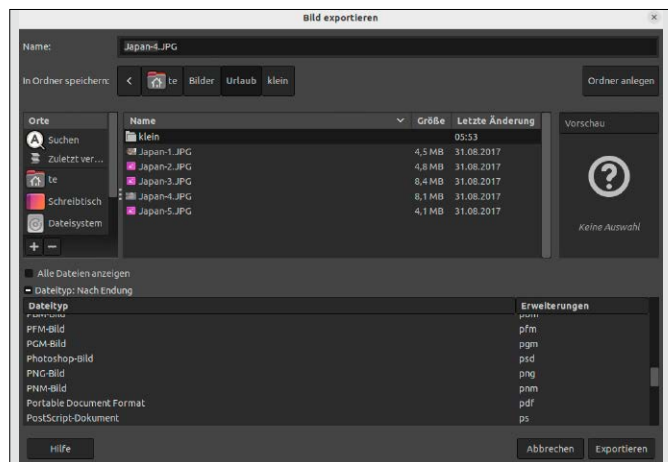 Bild exportieren
Name: Japan-4.JPG
In Ordner speichern: te Bilder Urlaub klein Ordner anlegen
Orte Name Größe Letzte Änderung Vorschau
Suchen klein 05:53
Zuletzt ver... Japan-1.JPG 4,5 MB 31.08.2017
te Japan-2.JPG 4,8 MB 31.08.2017
Japan-3.JPG 8,4 MB 31.08.2017
Schreibtisch Japan-4.JPG 8,1 MB 31.08.2017
Dateisystem Japan-5.JPG 4,1 MB 31.08.2017
Keine Auswahl
Alle Dateien anzeigen
Dateityp: Nach Endung
Dateityp Erweiterungen
PFM-Bild pfm
PGM-Bild pgm
Photoshop-Bild psd
PNG-Bild png
PNM-Bild pnm
Portable Document Format pdf
PostScript-Dokument ps
Hilfe Abbrechen Exportieren